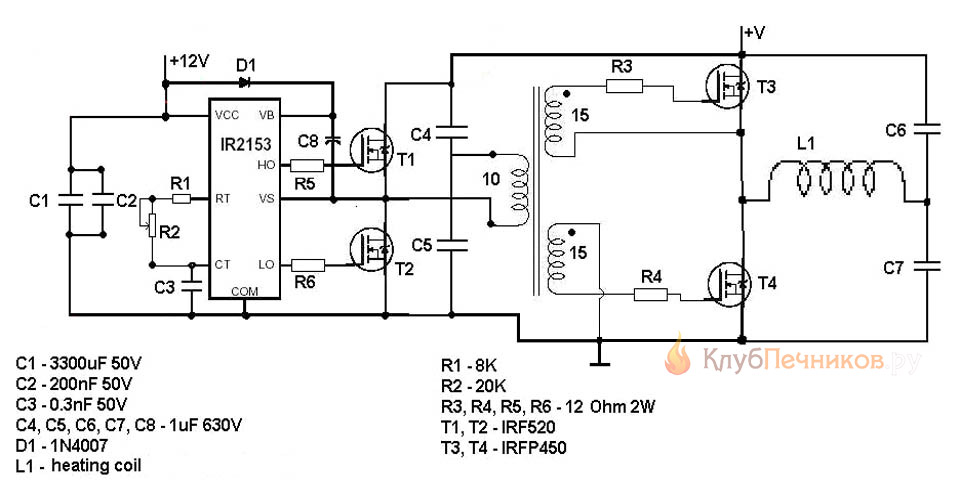 +12V
D1
+V
R3
T3
VCC
VB
15
IR2153
C8
C4
C6
T1
L1
HO
R5
10
R1
RT
VS
C1
C2
R2
C5
15
T2
C7
CT
LO
R6
R4
T4
C3
COM
КлубПечников.ру
C1 - 3300uF 50V
C2 - 200nF 50V
C3 - 0.3nF 50V
C4, C5, C6, C7, C8 - 1uF 630V
D1 - 1N4007
L1 - heating coil
R1 - 8K
R2 - 20K
R3, R4, R5, R6 - 12 Ohm 2W
T1, T2 - IRF520
T3, T4 - IRFP450